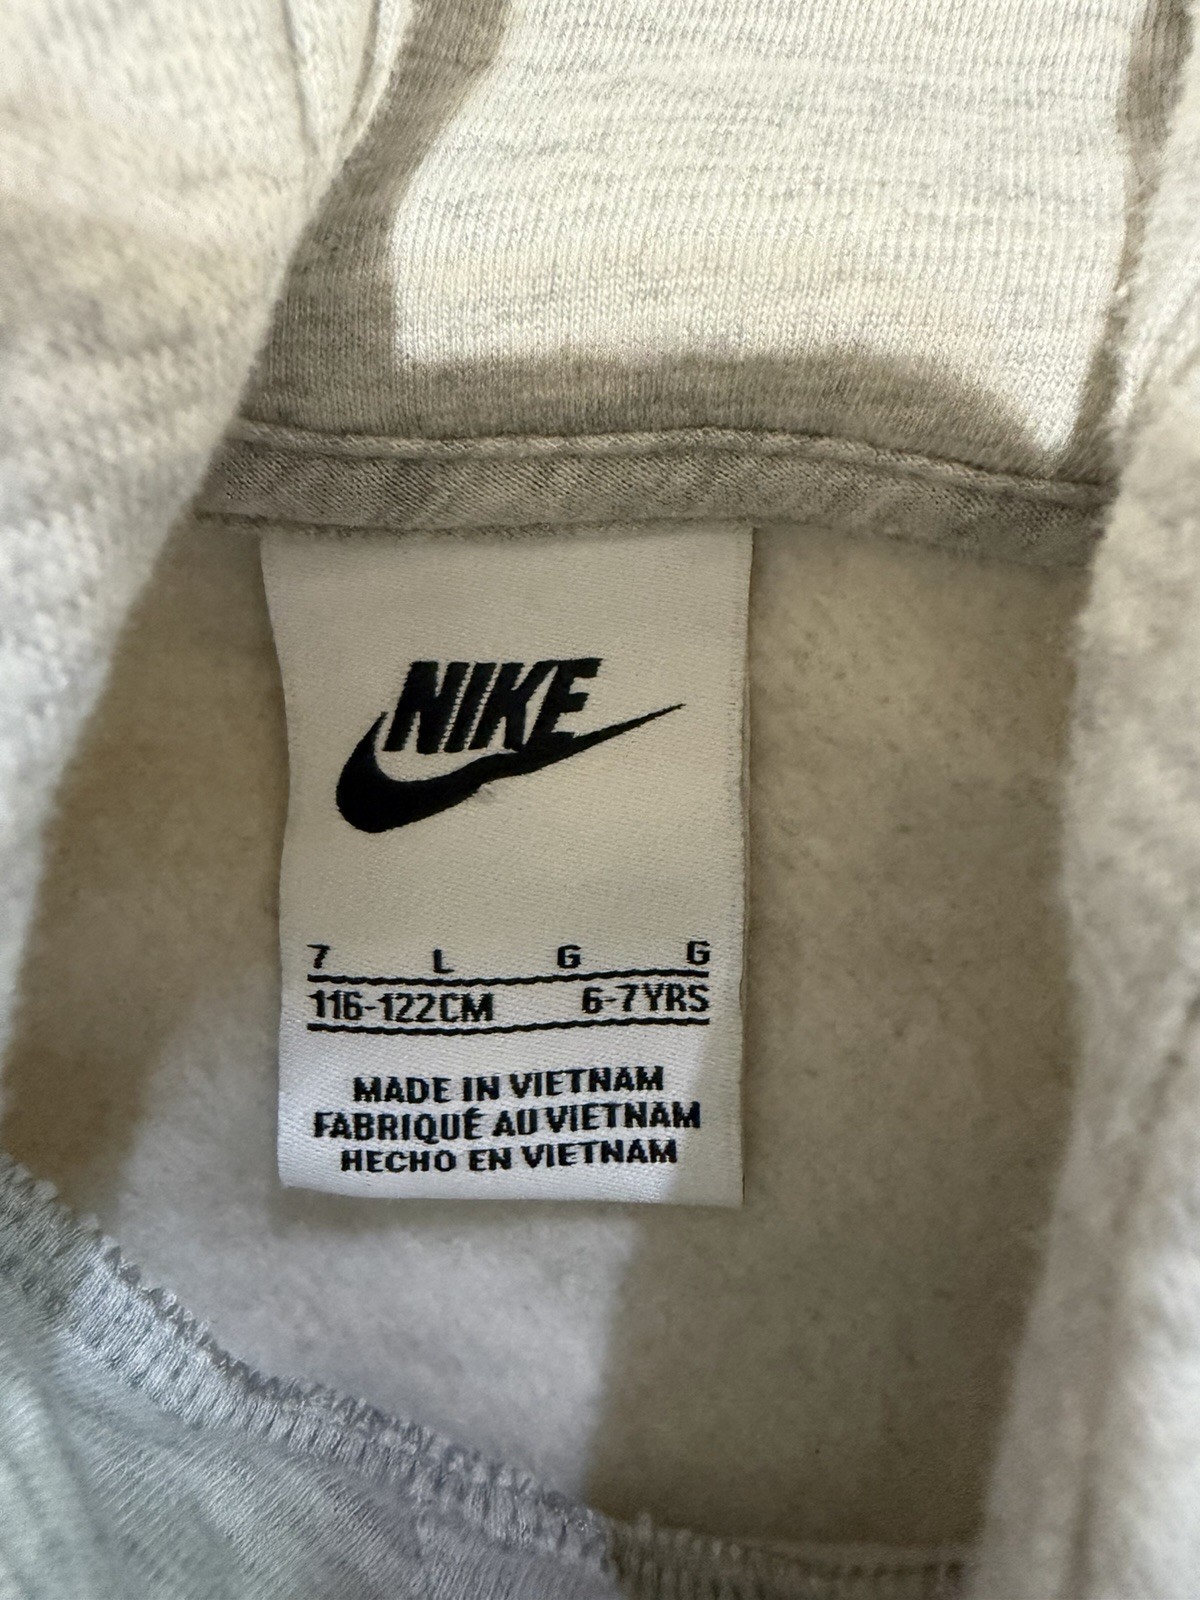 NIKE
7 L G G
116-122CM 6-7YRS
MADE IN VIETNAM
FABRIQUÉ AU VIETNAM
HECHO EN VIETNAM